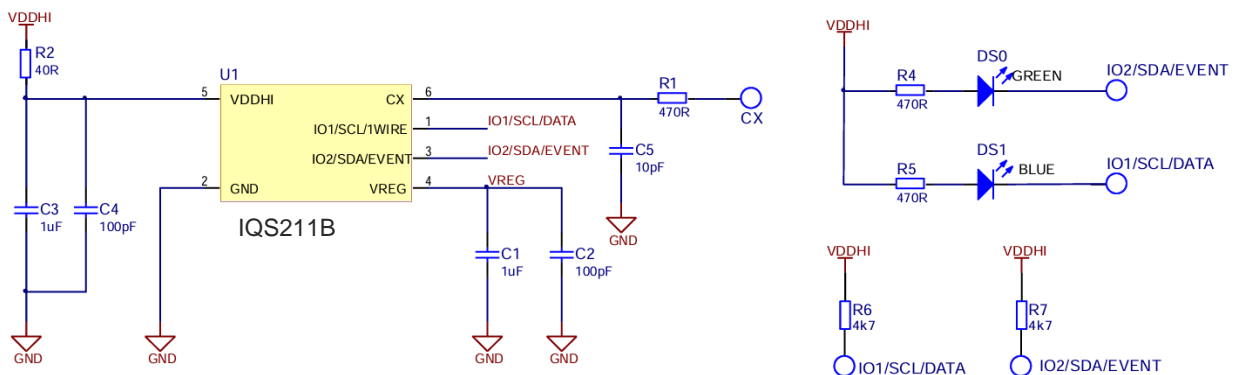 VDDHI
R2
40R
U1
5 VDDHI
CX 6
IO1/SCL/1WIRE 1
IO2/SDA/EVENT 3
2 GND
VREG 4
IQS211B
IO1/SCL/DATA
IO2/SDA/EVENT
VREG
R1
470R
CX
C5
10pF
GND
C3
1uF
C4
100pF
C1
1uF
C2
100pF
GND
GND
GND
GND
VDDHI
R4
470R
DS0
GREEN
IO2/SDA/EVENT
R5
470R
DS1
BLUE
IO1/SCL/DATA
VDDHI
R6
4k7
IO1/SCL/DATA
VDDHI
R7
4k7
IO2/SDA/EVENT